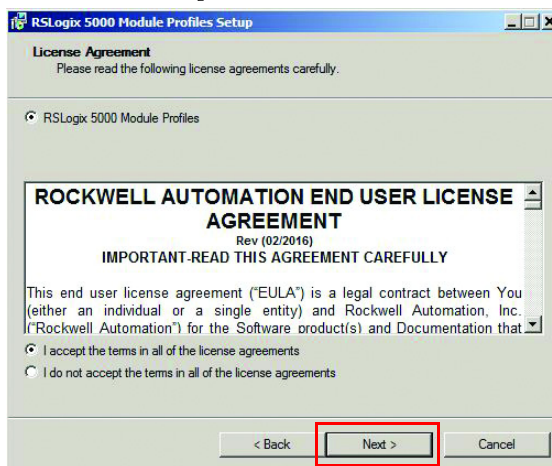 RSLogix 5000 Module Profiles Setup
License Agreement
Please read the following license agreements carefully.
RSLogix 5000 Module Profiles
ROCKWELL AUTOMATION END USER LICENSE
AGREEMENT
Rev (02/2016)
IMPORTANT-READ THIS AGREEMENT CAREFULLY
This end user license agreement (“EULA”) is a legal contract between You
(either an individual or a single entity) and Rockwell Automation, Inc.
(“Rockwell Automation”) for the Software product(s) and Documentation that
I accept the terms in all of the license agreements
I do not accept the terms in all of the license agreements
< Back Next > Cancel